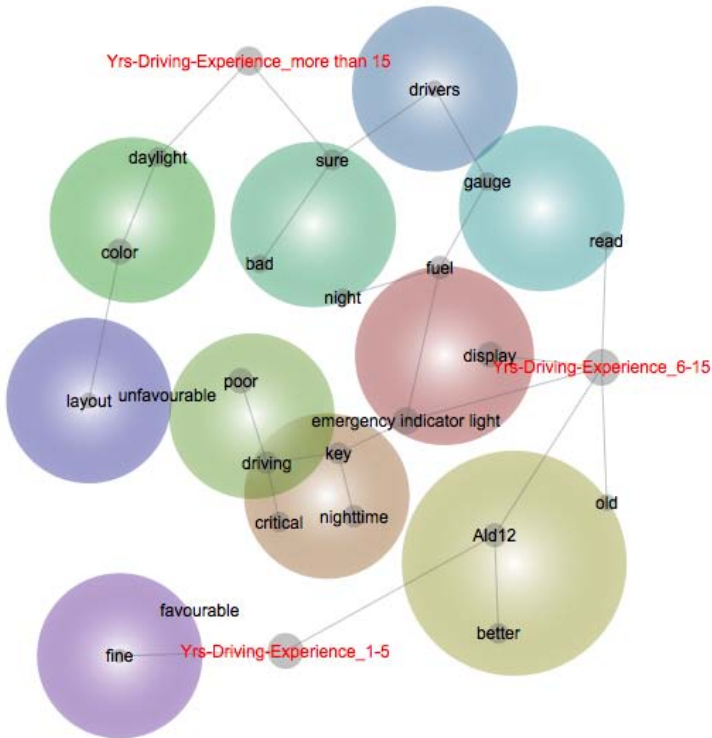 Yrs-Driving-Experience_more than 15
drivers
daylight
sure
gauge
color
bad
read
fuel
night
display
Yrs-Driving-Experience_6-15
poor
layout
unfavourable
emergency indicator light
key
driving
critical
nighttime
old
Ald12
favourable
better
fine
Yrs-Driving-Experience_1-5